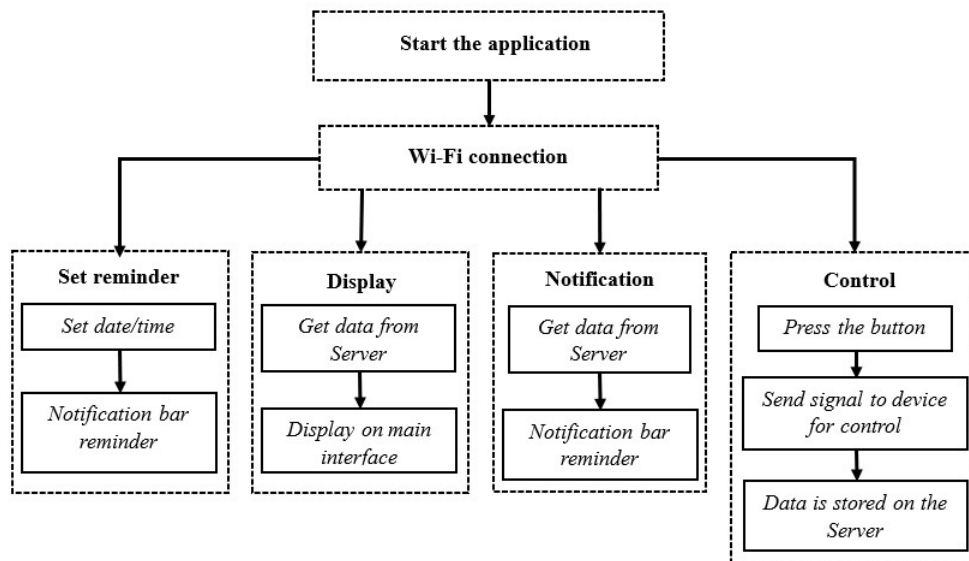 Start the application
Wi-Fi connection
Set reminder
Set date/time
Notification bar
reminder
Display
Get data from
Server
Display on main
interface
Notification
Get data from
Server
Notification bar
reminder
Control
Press the button
Send signal to device
for control
Data is stored on the
Server